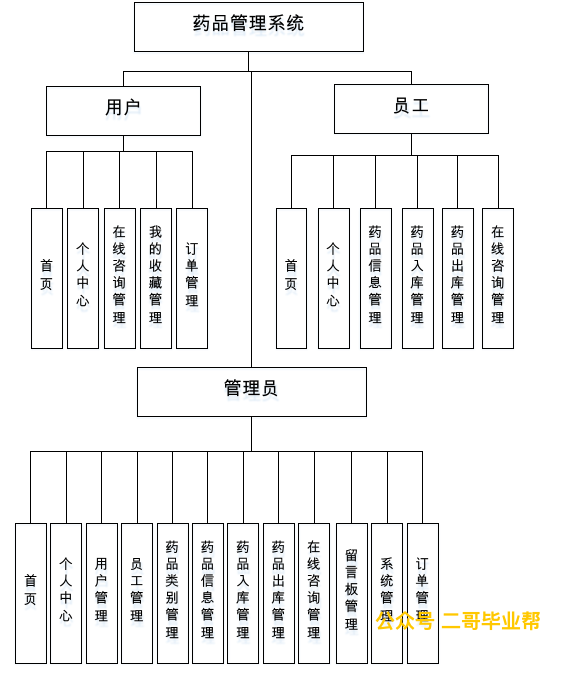 药品管理系统
用户
员工
首页
个人中心
在线咨询管理
我的收藏管理
订单管理
首页
个人中心
药品信息管理
药品入库管理
药品出库管理
在线咨询管理
管理员
首页
个人中心
用户管理
员工管理
药品类别管理
药品信息管理
药品入库管理
药品出库管理
在线咨询管理
留言板管理
系统管理
订单管理
公众号 二哥毕业帮